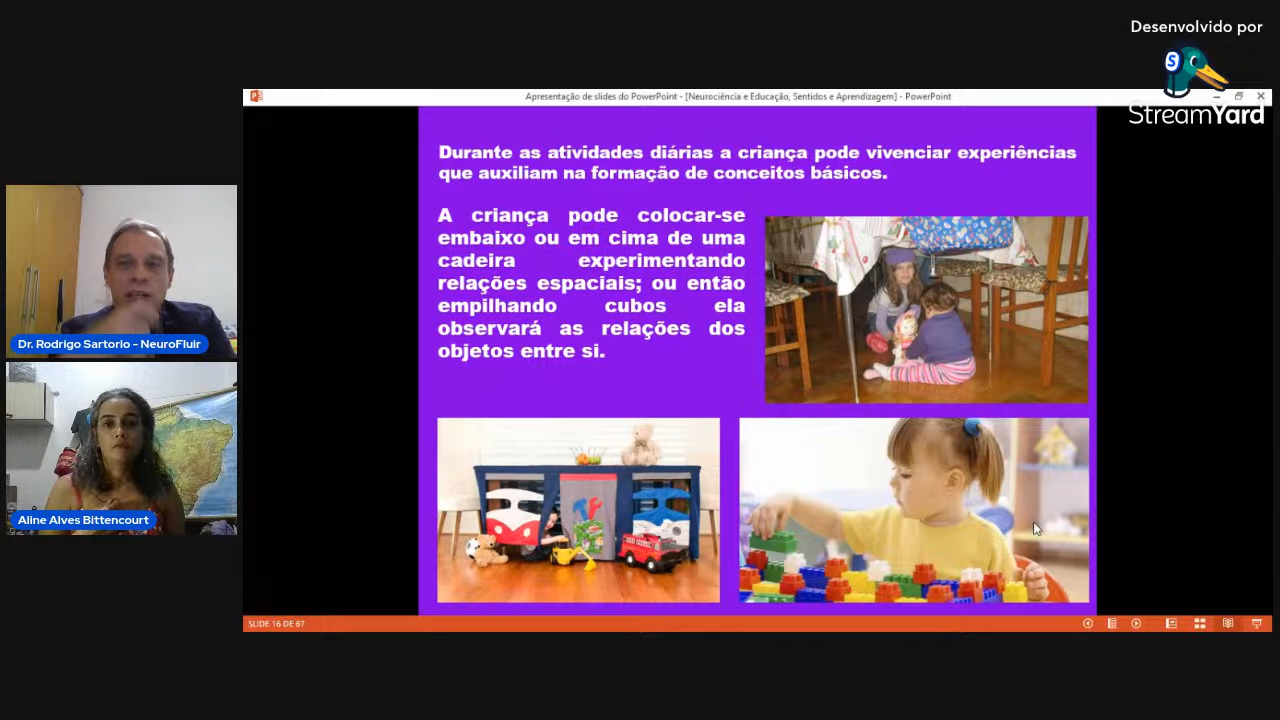 Desenvolvido por
StreamYard
Apresentação de slides do PowerPoint - [Neurociência e Educação, Sentidos e Aprendizagem] - PowerPoint
Durante as atividades diárias a criança pode vivenciar experiências
que auxiliam na formação de conceitos básicos.
A criança pode colocar-se
embaixo ou em cima de uma
cadeira experimentando
relações espaciais; ou então
empilhando cubos ela
observará as relações dos
objetos entre si.
Dr. Rodrigo Sartorio - NeuroFluir
Aline Alves Bittencourt
SLIDE 16 DE 67